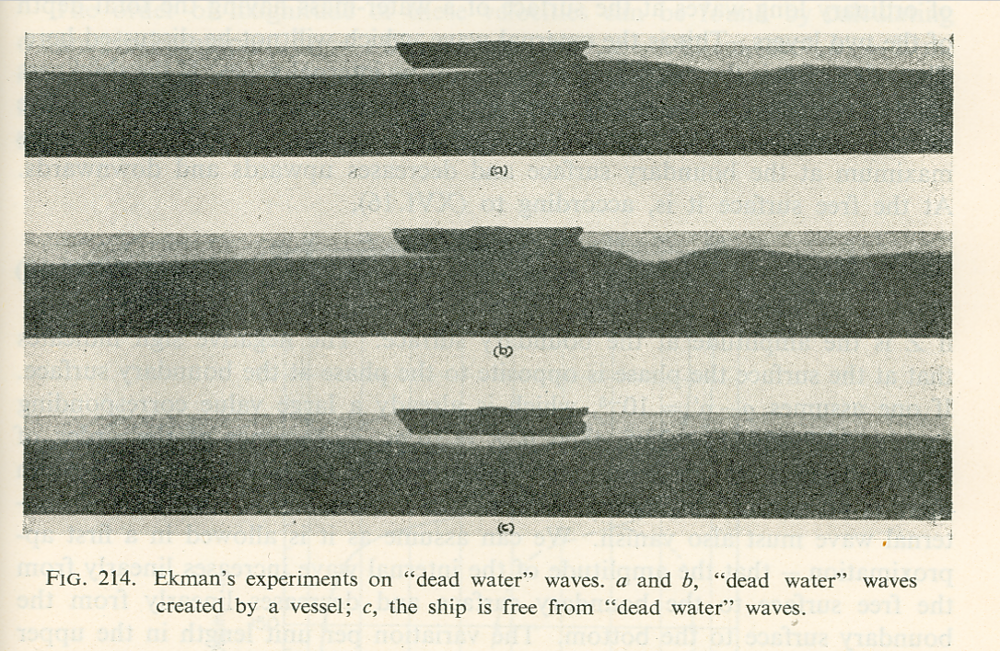 (a)
(b)
(c)
FIG. 214. Ekman's experiments on "dead water" waves. a and b, "dead water" waves
created by a vessel; c, the ship is free from "dead water" waves.